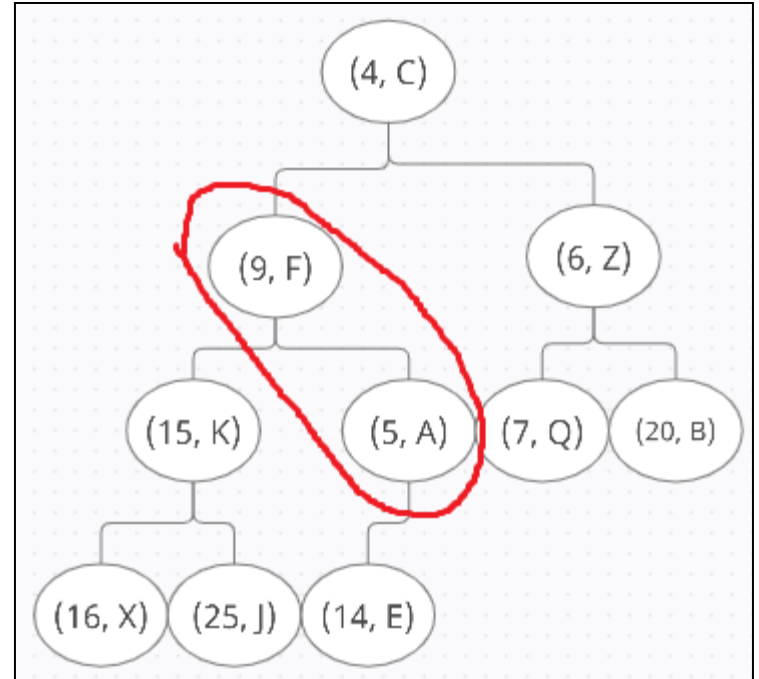 (4, C)
(9, F)
(6, Z)
(15, K)
(5, A)
(7, Q)
(20, B)
(16, X)
(25, J)
(14, E)